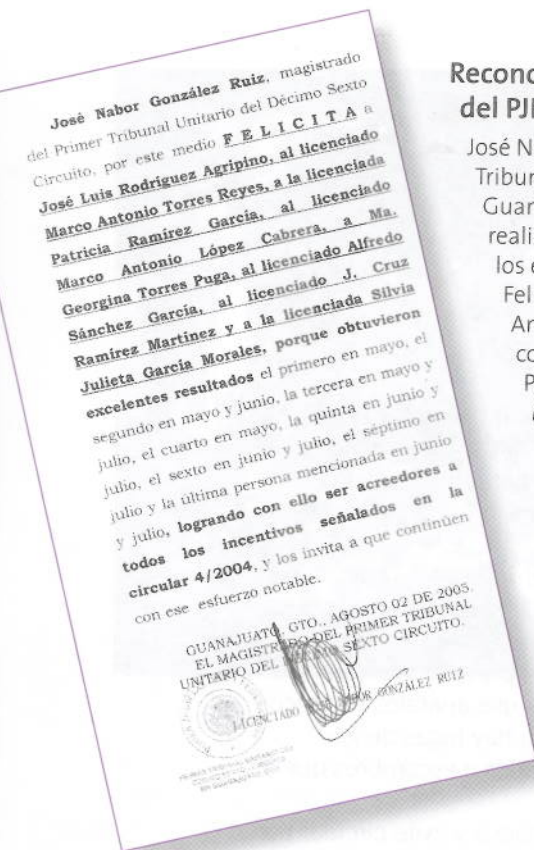 José Nabor González Ruiz, magistrado
del Primer Tribunal Unitario del Décimo Sexto
Circuito, por este medio F E L I C I T A a
José Luis Rodríguez Agripino, al licenciado
Marco Antonio Torres Reyes, a la licenciada
Patricia Ramírez García, al licenciado
Marco Antonio López Cabrera, a Ma.
Georgina Torres Puga, al licenciado Alfredo
Sánchez García, al licenciado J. Cruz
Ramírez Martínez y a la licenciada Silvia
Julieta García Morales, porque obtuvieron
excelentes resultados el primero en mayo, el
segundo en mayo y junio, la tercera en mayo y
julio, el cuarto en mayo, la quinta en junio y
julio, el sexto en junio y julio, el séptimo en
julio y la última persona mencionada en junio
y julio, logrando con ello ser acreedores a
todos los incentivos señalados en la
circular 4/2004, y los invita a que continúen
con ese esfuerzo notable.
GUANAJUATO, GTO., AGOSTO 02 DE 2005.
EL MAGISTRADO DEL PRIMER TRIBUNAL
UNITARIO DEL SEXTO CIRCUITO.
LICENCIADO GONZÁLEZ RUIZ
del PJ
José N
Tribu
Guan
reali
los e
Fel